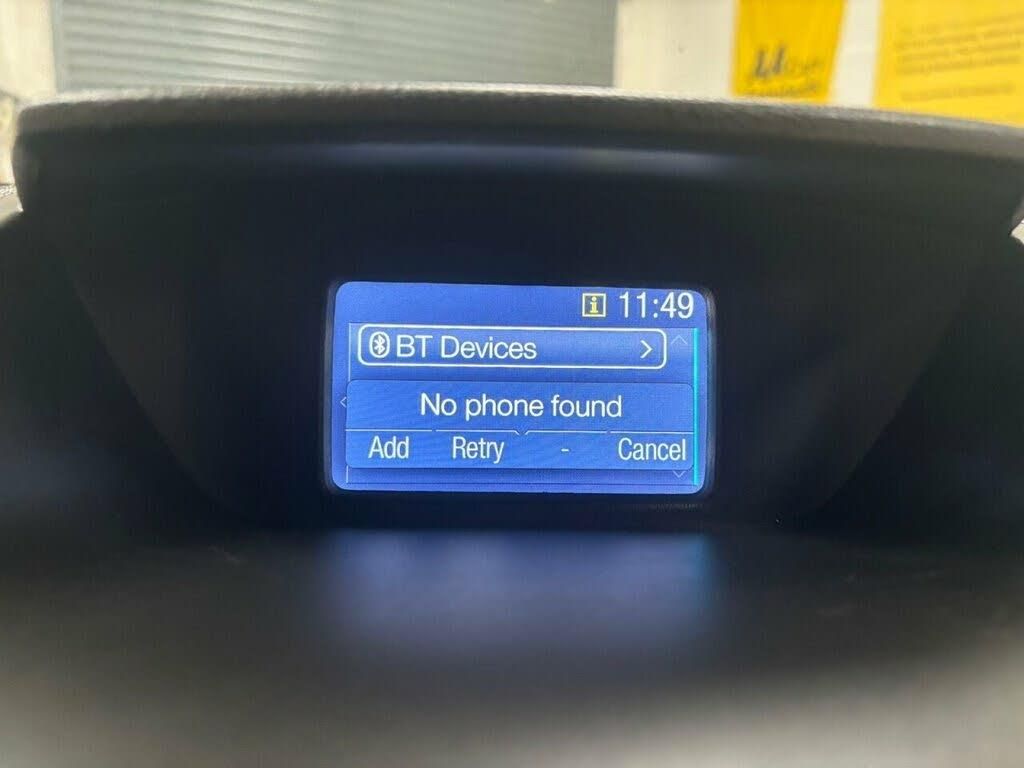 11:49
BT Devices
No phone found
Add Retry - Cancel